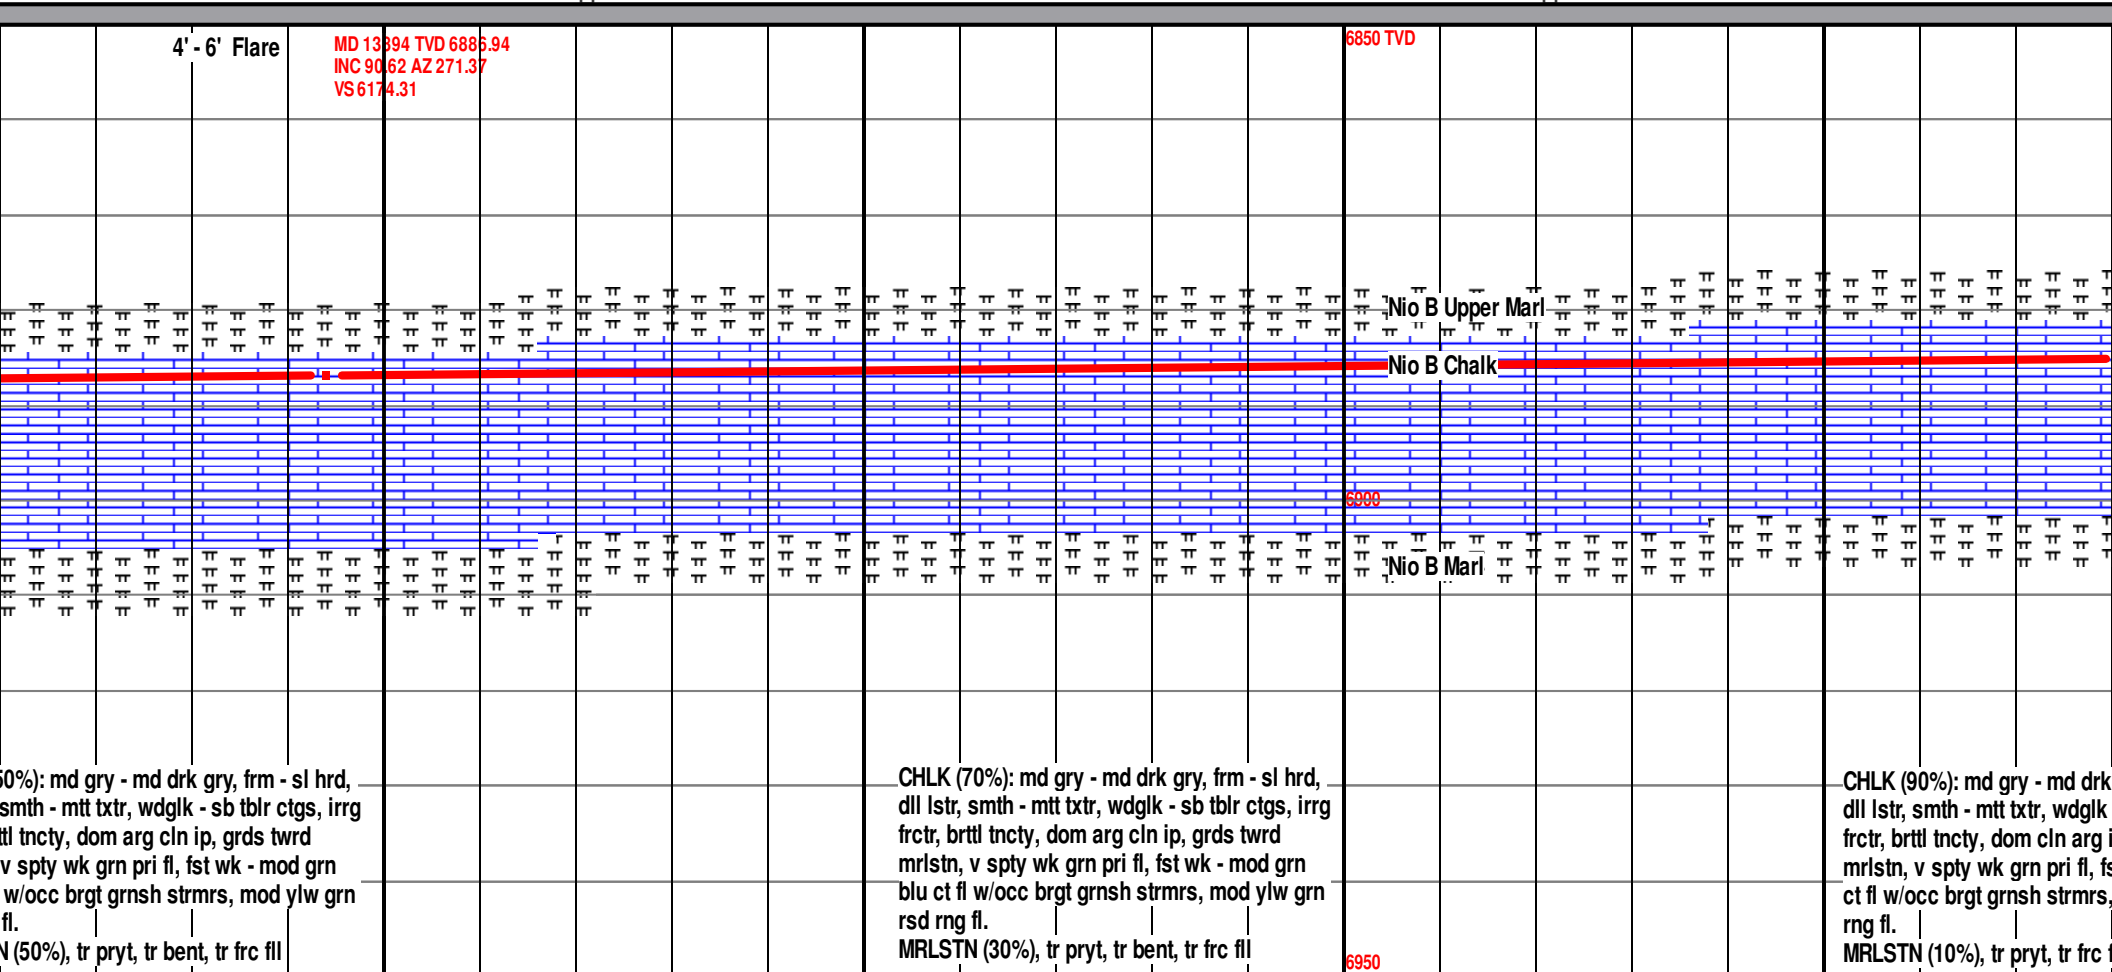 4' - 6' Flare
MD 13394 TVD 6886.94
INC 90.62 AZ 271.37
VS 6174.31
6850 TVD
Nio B Upper Marl
Nio B Chalk
6900
Nio B Marl
50%): md gry - md drk gry, frm - sl hrd,
smth - mtt txtr, wdglk - sb tblr ctgs, irrg
ttl tncty, dom arg cln ip, grds twrd
v spty wk grn pri fl, fst wk - mod grn
w/occ brgt grnsh strmrs, mod ylw grn
fl.
N (50%), tr pryt, tr bent, tr frc fll
CHLK (70%): md gry - md drk gry, frm - sl hrd,
dll lstr, smth - mtt txtr, wdglk - sb tblr ctgs, irrg
frctr, brttl tncty, dom arg cln ip, grds twrd
mrlstn, v spty wk grn pri fl, fst wk - mod grn
blu ct fl w/occ brgt grnsh strmrs, mod ylw grn
rsd rng fl.
MRLSTN (30%), tr pryt, tr bent, tr frc fll
6950
CHLK (90%): md gry - md drk
dll lstr, smth - mtt txtr, wdglk
frctr, brttl tncty, dom cln arg
mrlstn, v spty wk grn pri fl,
ct fl w/occ brgt grnsh strmrs,
rng fl.
MRLSTN (10%), tr pryt, tr frc